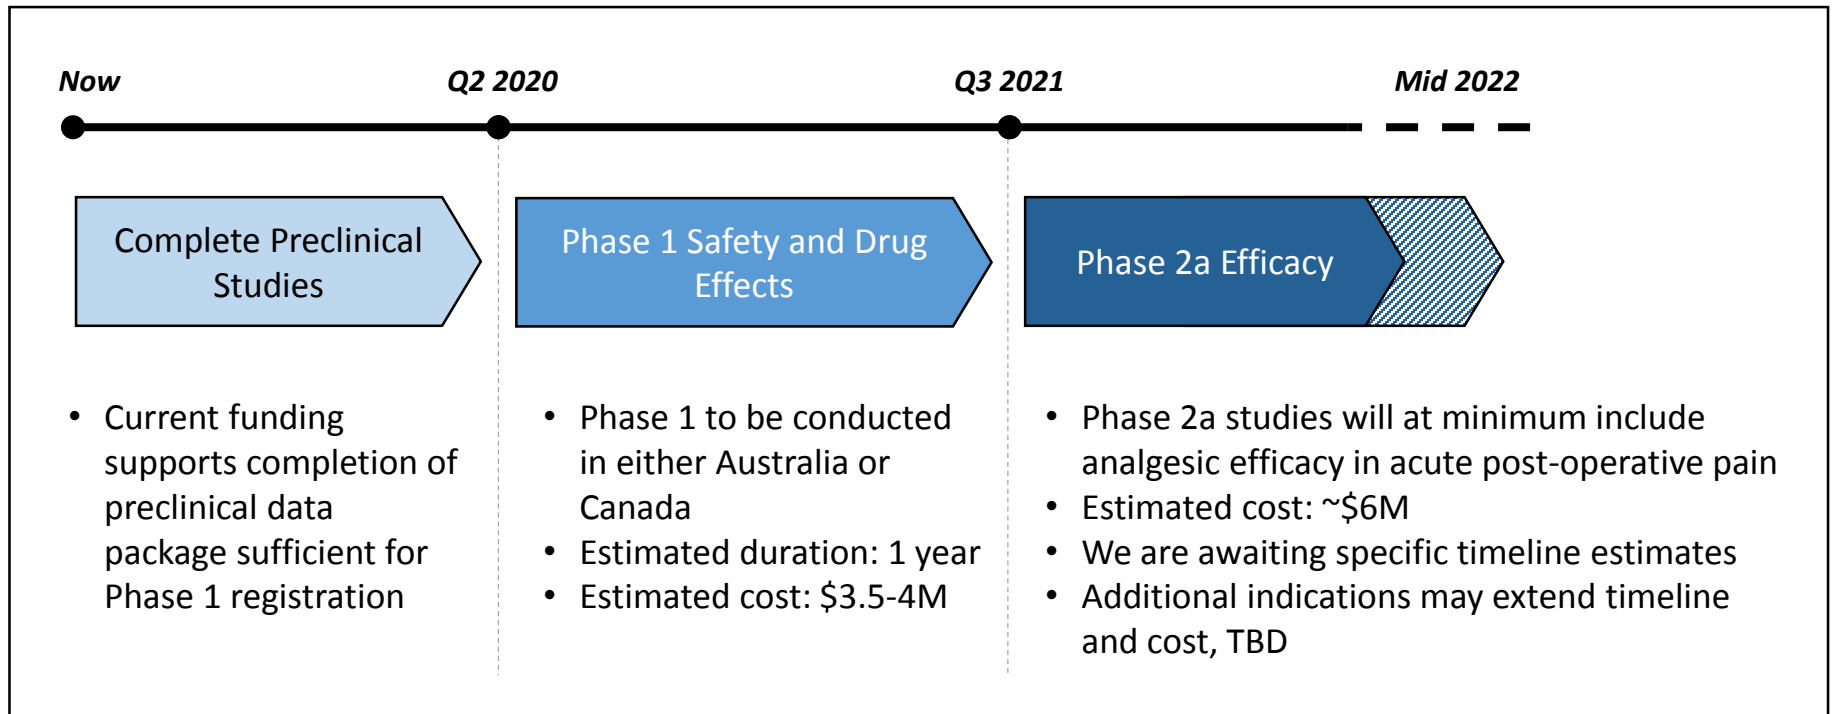 Now
Q2 2020
Q3 2021
Mid 2022
Complete Preclinical
Studies
Phase 1 Safety and Drug
Effects
Phase 2a Efficacy
• Current funding
supports completion of
preclinical data
package sufficient for
Phase 1 registration
• Phase 1 to be conducted
in either Australia or
Canada
• Estimated duration: 1 year
• Estimated cost: $3.5-4M
• Phase 2a studies will at minimum include
analgesic efficacy in acute post-operative pain
• Estimated cost: ~$6M
• We are awaiting specific timeline estimates
• Additional indications may extend timeline
and cost, TBD